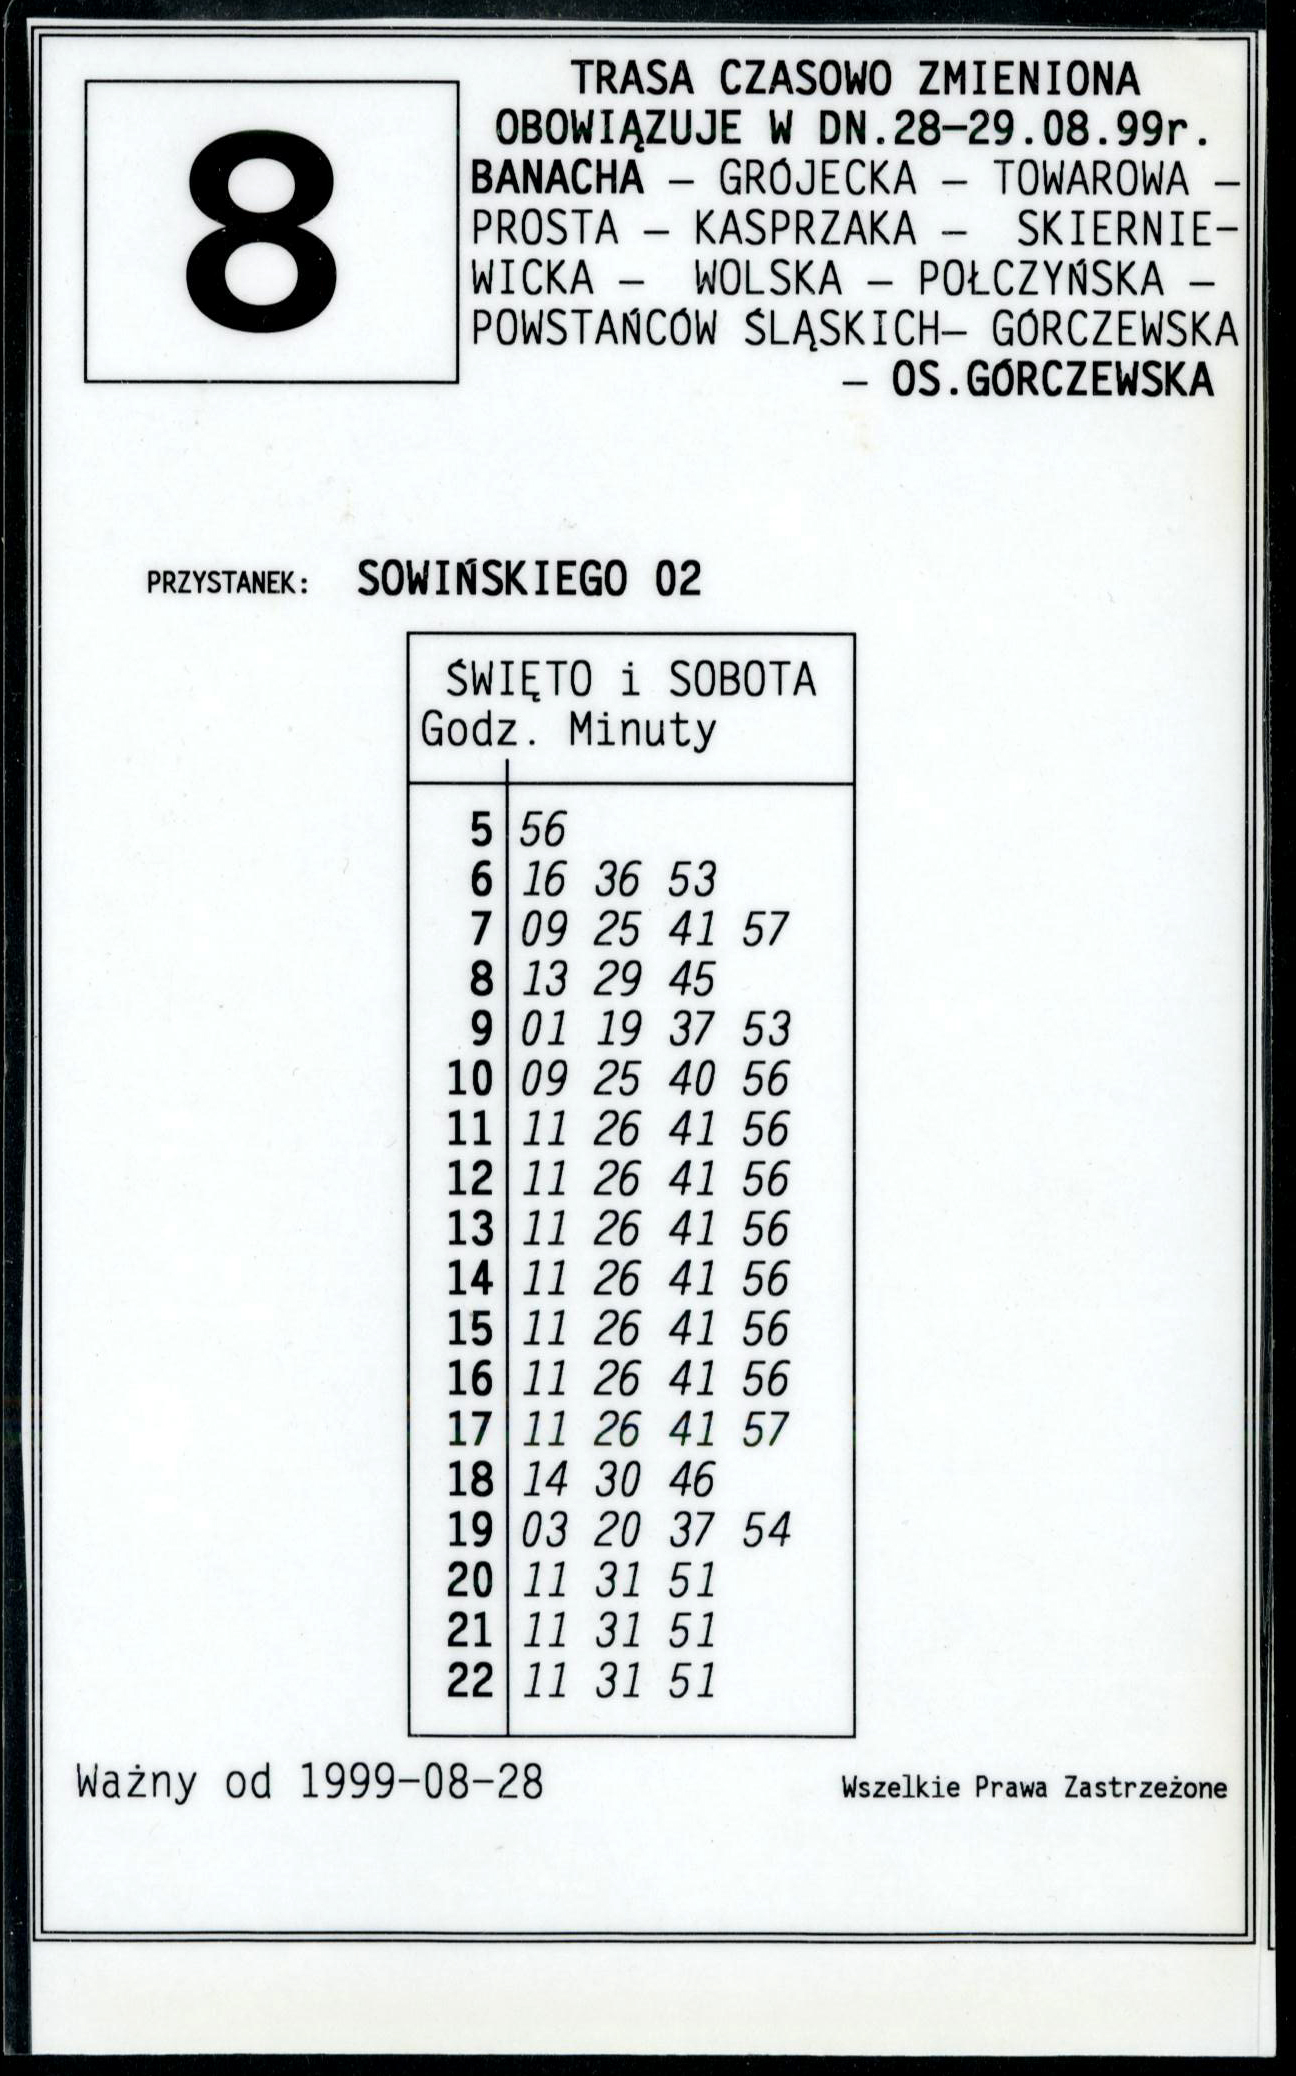 8
TRASA CZASOWO ZMIENIONA
OBOWIĄZUJE W DN.28–29.08.99r.
BANACHA – GRÓJECKA – TOWAROWA –
PROSTA – KASPRZAKA – SKIERNIE–
WICKA – WOLSKA – POŁCZYŃSKA –
POWSTAŃCÓW ŚLĄSKICH– GÓRCZEWSKA
– OS.GÓRCZEWSKA
PRZYSTANEK: SOWIŃSKIEGO 02
ŚWIĘTO i SOBOTA
Godz. Minuty
5 56
6 16 36 53
7 09 25 41 57
8 13 29 45
9 01 19 37 53
10 09 25 40 56
11 11 26 41 56
12 11 26 41 56
13 11 26 41 56
14 11 26 41 56
15 11 26 41 56
16 11 26 41 56
17 11 26 41 57
18 14 30 46
19 03 20 37 54
20 11 31 51
21 11 31 51
22 11 31 51
Ważny od 1999–08–28
Wszelkie Prawa Zastrzeżone